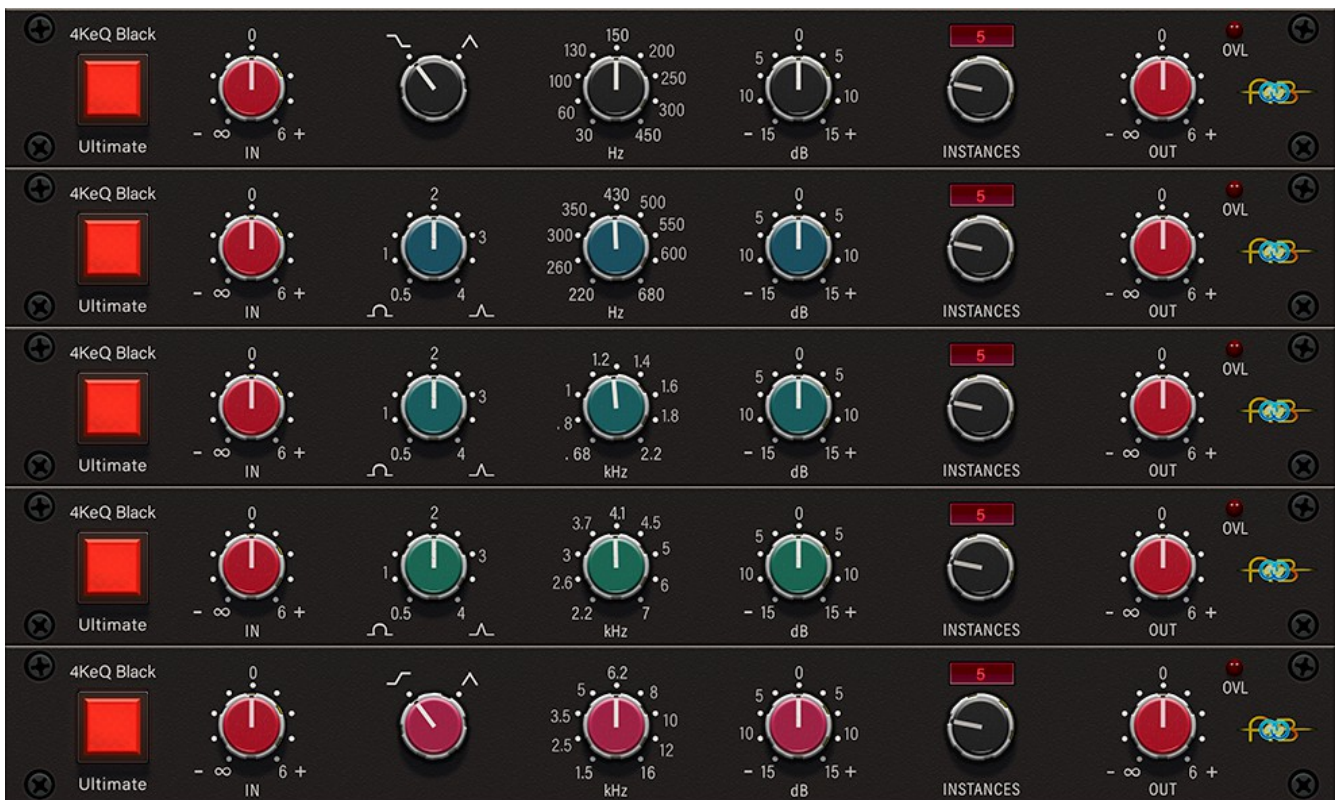 4KeQ Black
Ultimate
0
- ∞ 6 +
IN
150
130 200
100 250
60 300
30 450
Hz
0
5 5
10 10
- 15 15 +
dB
5
INSTANCES
0
- ∞ 6 +
OUT
OVL
4KeQ Black
Ultimate
0
- ∞ 6 +
IN
2
1 3
0.5 4
430
350 500
300 550
260 600
220 680
Hz
0
5 5
10 10
- 15 15 +
dB
5
INSTANCES
0
- ∞ 6 +
OUT
OVL
4KeQ Black
Ultimate
0
- ∞ 6 +
IN
2
1 3
0.5 4
1.2 1.4
1 1.6
.8 1.8
.68 2.2
kHz
0
5 5
10 10
- 15 15 +
dB
5
INSTANCES
0
- ∞ 6 +
OUT
OVL
4KeQ Black
Ultimate
0
- ∞ 6 +
IN
2
1 3
0.5 4
4.1
3.7 4.5
3 5
2.6 6
2.2 7
kHz
0
5 5
10 10
- 15 15 +
dB
5
INSTANCES
0
- ∞ 6 +
OUT
OVL
4KeQ Black
Ultimate
0
- ∞ 6 +
IN
6.2
5 8
3.5 10
2.5 12
1.5 16
kHz
0
5 5
10 10
- 15 15 +
dB
5
INSTANCES
0
- ∞ 6 +
OUT
OVL